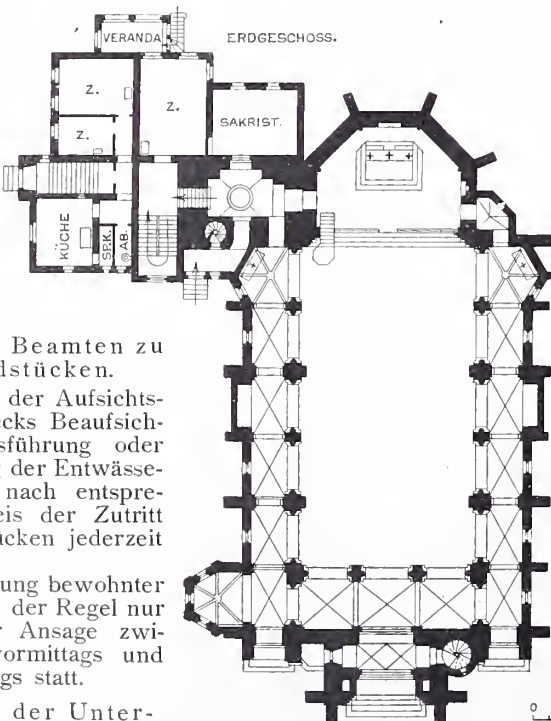 VERANDA
ERDGESCHOSS.
Z.
Z.
Z.
SAKRIST.
KÜCHE
SP.K.
AB.
Beamten zu
dstücken.
der Aufsichts-
ecks Beaufsich-
sführung oder
g der Entwässe-
nach entspre-
eis der Zutritt
ücken jederzeit
ung bewohnter
der Regel nur
r Ansage zwi-
vormittags und
gs statt.
der Unter-
0